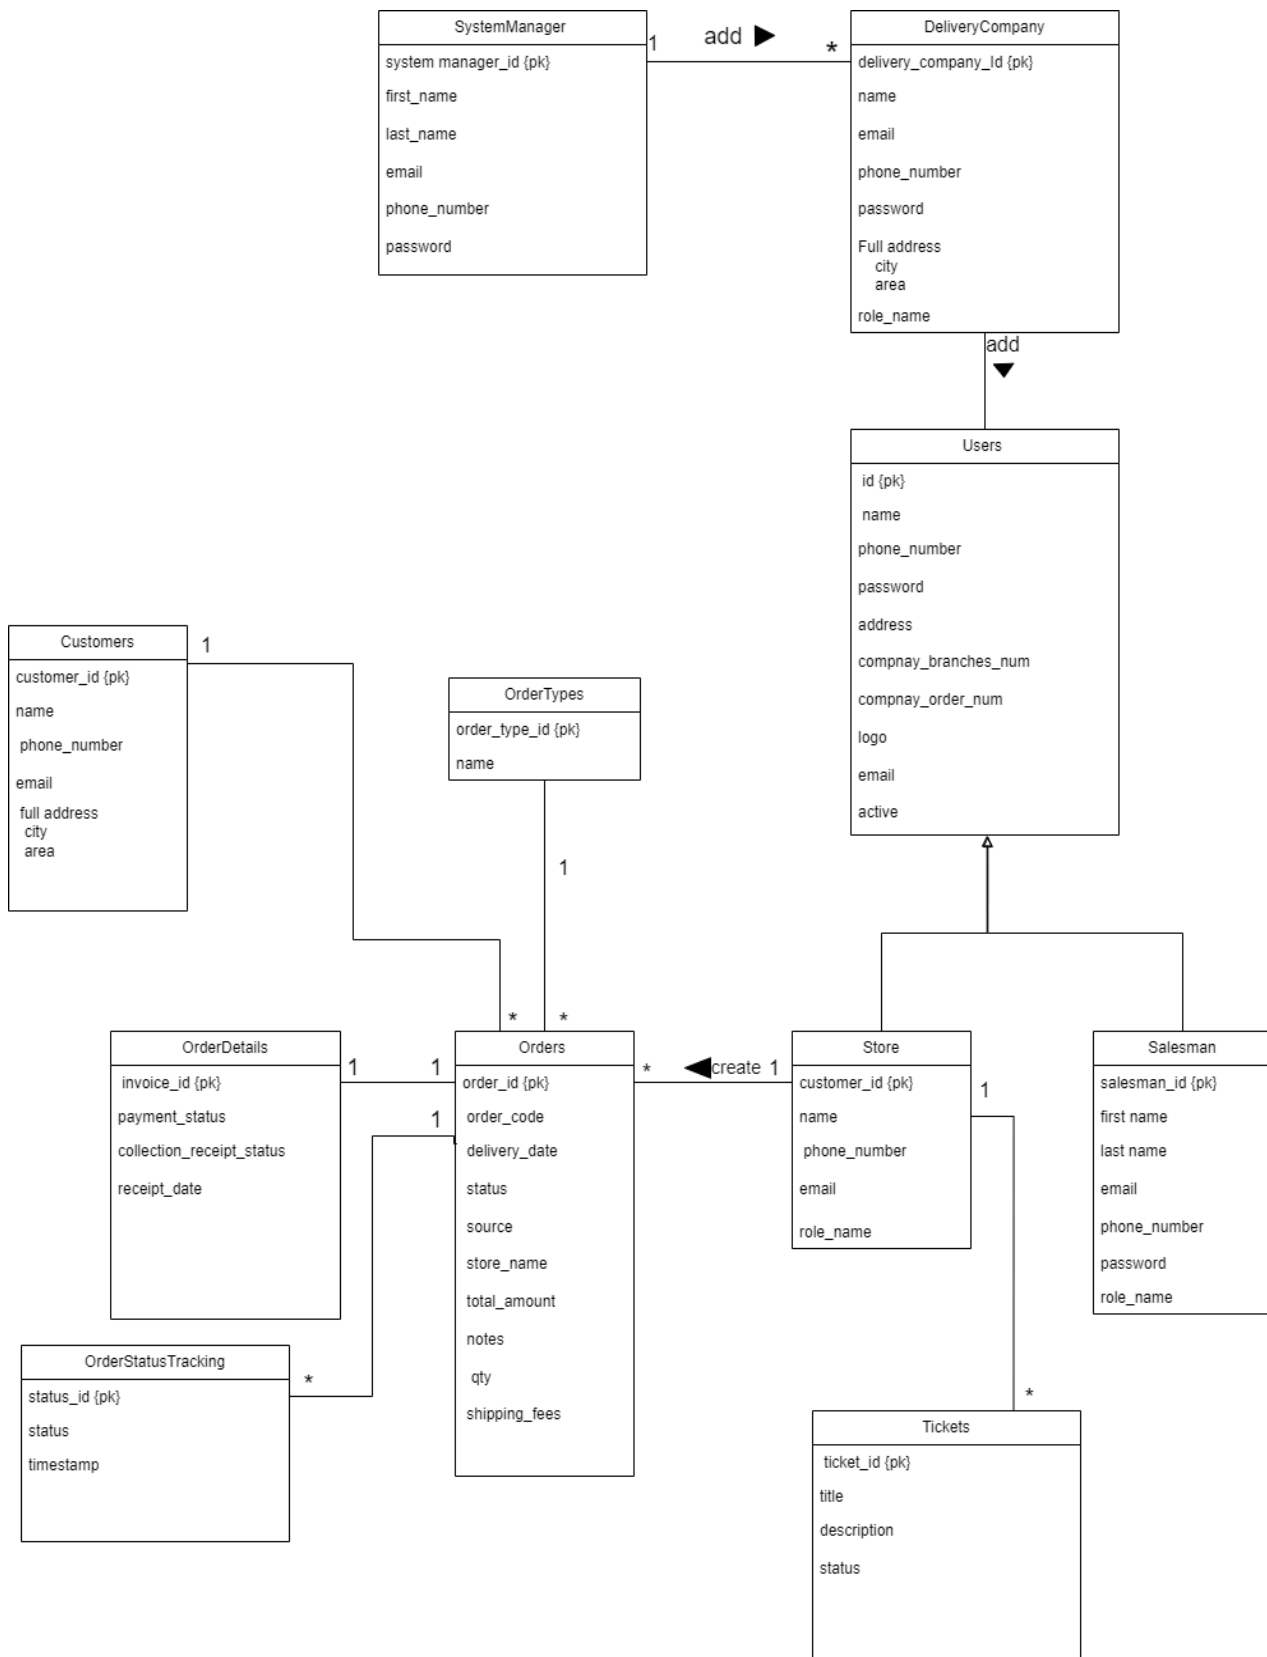 SystemManager
system manager_id {pk}
first_name
last_name
email
phone_number
password
1
add
*
DeliveryCompany
delivery_company_Id {pk}
name
email
phone_number
password
Full address
city
area
role_name
add
Users
id {pk}
name
phone_number
password
address
compnay_branches_num
compnay_order_num
logo
email
active
Customers
customer_id {pk}
name
phone_number
email
full address
city
area
1
OrderTypes
order_type_id {pk}
name
1
*
*
OrderDetails
invoice_id {pk}
payment_status
collection_receipt_status
receipt_date
1
1
1
Orders
order_id {pk}
order_code
delivery_date
status
source
store_name
total_amount
notes
qty
shipping_fees
*
create
1
Store
customer_id {pk}
name
phone_number
email
role_name
1
Salesman
salesman_id {pk}
first name
last name
email
phone_number
password
role_name
OrderStatusTracking
status_id {pk}
status
timestamp
*
*
Tickets
ticket_id {pk}
title
description
status